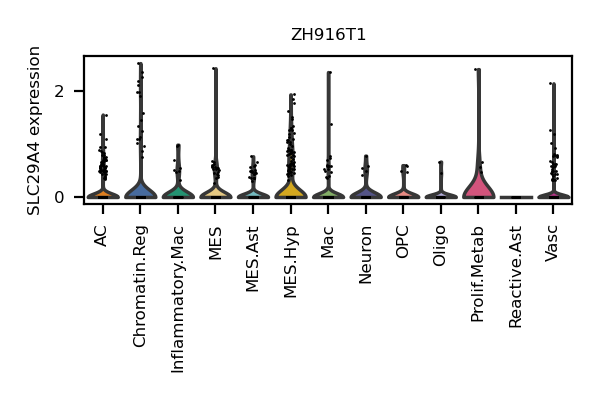 ZH916T1
SLC29A4 expression
2
0
AC
Chromatin.Reg
Inflammatory.Mac
MES
MES.Ast
MES.Hyp
Mac
Neuron
OPC
Oligo
Prolif.Metab
Reactive.Ast
Vasc